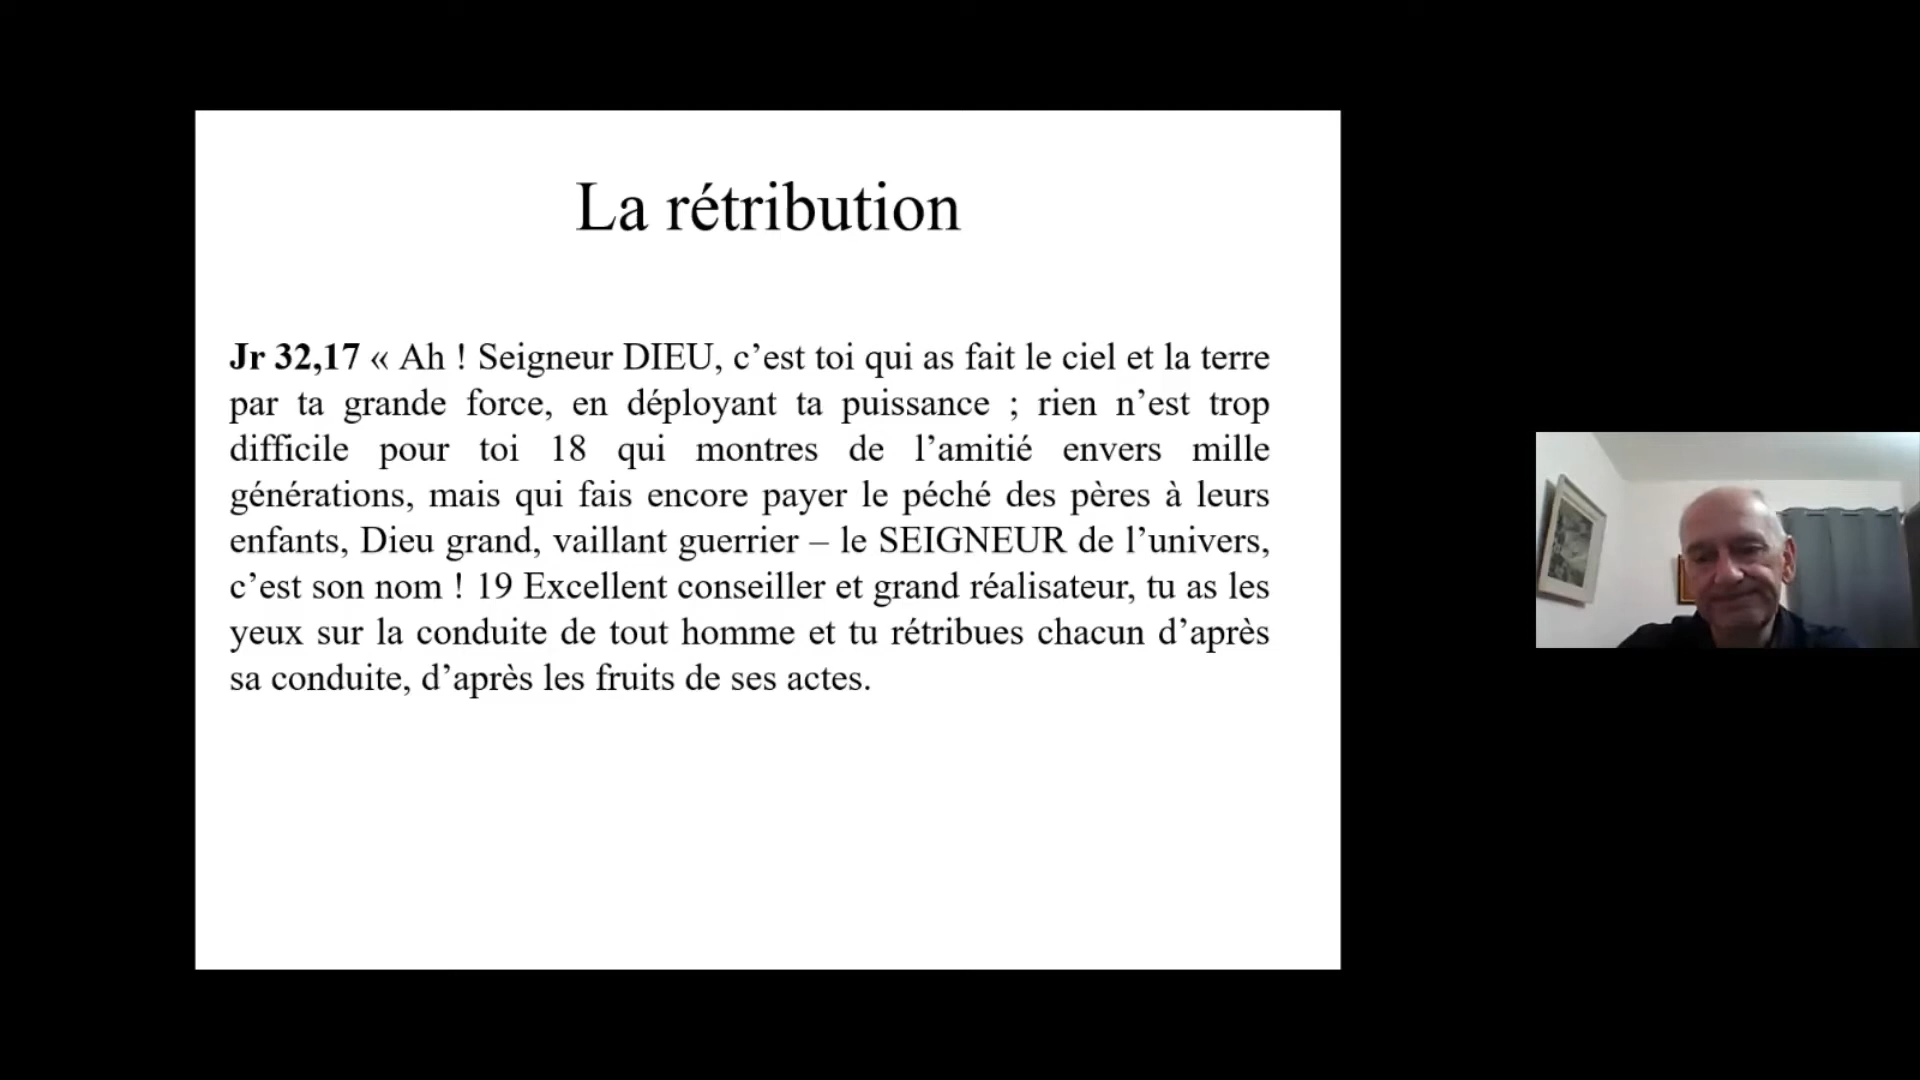 La rétribution
Jr 32,17 « Ah ! Seigneur DIEU, c’est toi qui as fait le ciel et la terre
par ta grande force, en déployant ta puissance ; rien n’est trop
difficile pour toi 18 qui montres de l’amitié envers mille
générations, mais qui fais encore payer le péché des pères à leurs
enfants, Dieu grand, vaillant guerrier – le SEIGNEUR de l’univers,
c’est son nom ! 19 Excellent conseiller et grand réalisateur, tu as les
yeux sur la conduite de tout homme et tu rétribues chacun d’après
sa conduite, d’après les fruits de ses actes.